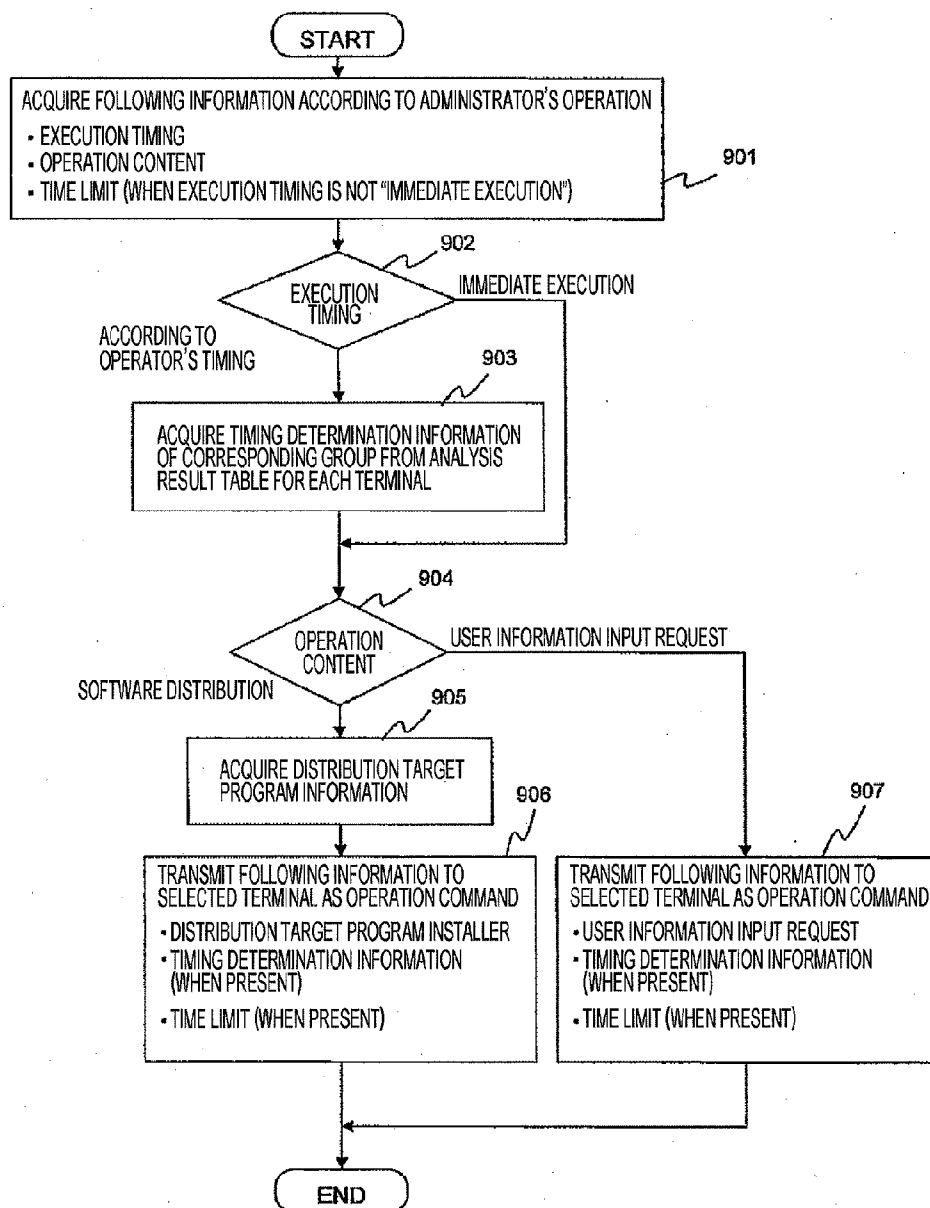 START
ACQUIRE FOLLOWING INFORMATION ACCORDING TO ADMINISTRATOR'S OPERATION
▪ EXECUTION TIMING
▪ OPERATION CONTENT
▪ TIME LIMIT (WHEN EXECUTION TIMING IS NOT "IMMEDIATE EXECUTION")
901
902
EXECUTION
TIMING
IMMEDIATE EXECUTION
ACCORDING TO
OPERATOR'S TIMING
903
ACQUIRE TIMING DETERMINATION INFORMATION
OF CORRESPONDING GROUP FROM ANALYSIS
RESULT TABLE FOR EACH TERMINAL
904
OPERATION
CONTENT
USER INFORMATION INPUT REQUEST
SOFTWARE DISTRIBUTION
905
ACQUIRE DISTRIBUTION TARGET
PROGRAM INFORMATION
906
TRANSMIT FOLLOWING INFORMATION TO
SELECTED TERMINAL AS OPERATION COMMAND
▪ DISTRIBUTION TARGET PROGRAM INSTALLER
▪ TIMING DETERMINATION INFORMATION
(WHEN PRESENT)
▪ TIME LIMIT (WHEN PRESENT)
907
TRANSMIT FOLLOWING INFORMATION TO
SELECTED TERMINAL AS OPERATION COMMAND
▪ USER INFORMATION INPUT REQUEST
▪ TIMING DETERMINATION INFORMATION
(WHEN PRESENT)
▪ TIME LIMIT (WHEN PRESENT)
END